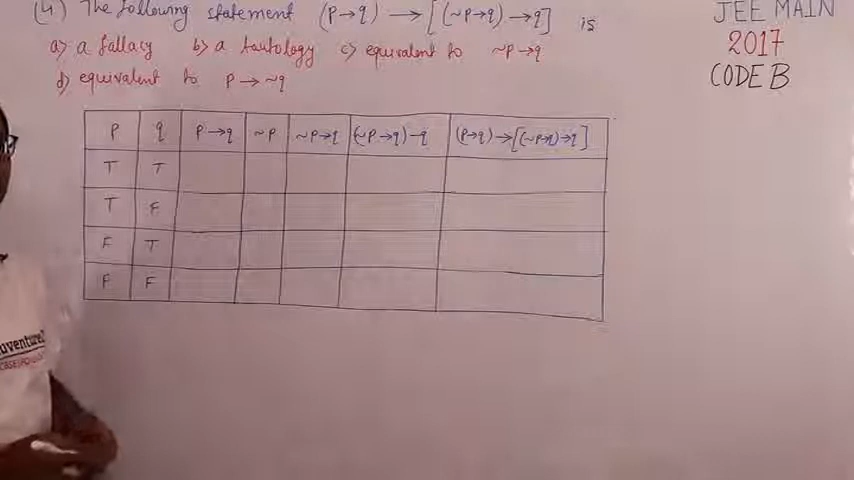 (4) The following statement (p→q) → [(~p→q) →q] is
JEE MAIN
2017
CODE B
a) a fallacy b) a tautology c) equivalent to ~p→q
d) equivalent to p→~q
p q p→q ~p ~p→q (~p→q)→q (p→q)→[(~p→q)→q]
T T
T F
F T
F F